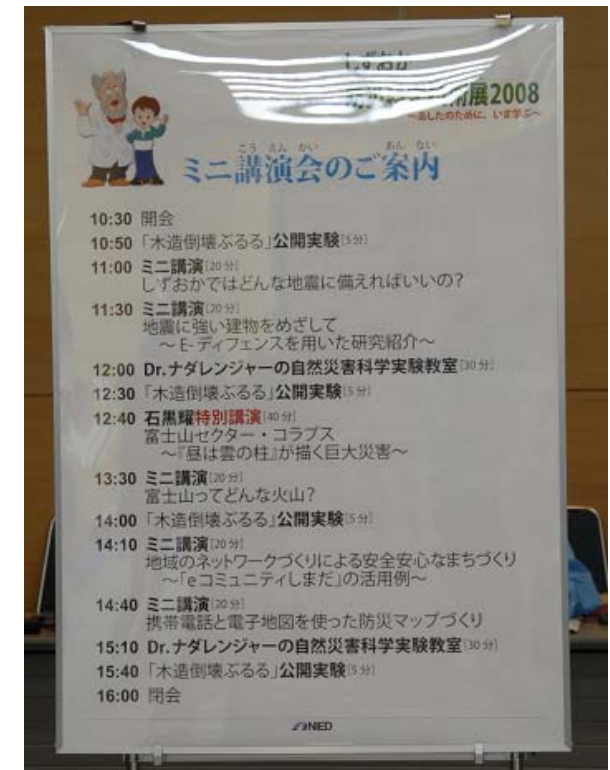 しずおか
展2008
～あしたのために、いま学ぶ～
こうえんかい あんない
ミニ講演会のご案内
10:30 開会
10:50 「木造倒壊ぶるる」公開実験[5分]
11:00 ミニ講演[20分]
しずおかではどんな地震に備えればいいの?
11:30 ミニ講演[20分]
地震に強い建物をめざして
～E-ディフェンスを用いた研究紹介～
12:00 Dr.ナダレンジャーの自然災害科学実験教室[30分]
12:30 「木造倒壊ぶるる」公開実験[5分]
12:40 石黒耀特別講演[40分]
富士山セクター・コラプス
～『昼は雲の柱』が描く巨大災害～
13:30 ミニ講演[20分]
富士山ってどんな火山?
14:00 「木造倒壊ぶるる」公開実験[5分]
14:10 ミニ講演[20分]
地域のネットワークづくりによる安全安心なまちづくり
～「eコミュニティしまだ」の活用例～
14:40 ミニ講演[20分]
携帯電話と電子地図を使った防災マップづくり
15:10 Dr.ナダレンジャーの自然災害科学実験教室[30分]
15:40 「木造倒壊ぶるる」公開実験[5分]
16:00 閉会
NIED